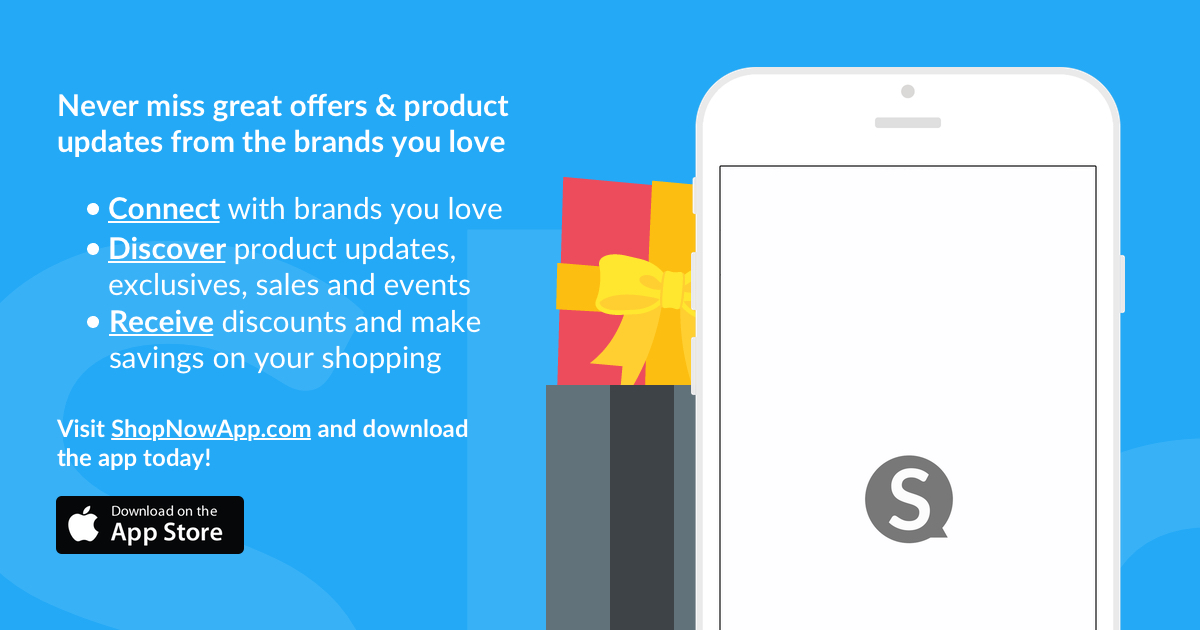 Never miss great offers & product
updates from the brands you love
• Connect with brands you love
• Discover product updates,
exclusives, sales and events
• Receive discounts and make
savings on your shopping
Visit ShopNowApp.com and download
the app today!
Download on the
App Store
S